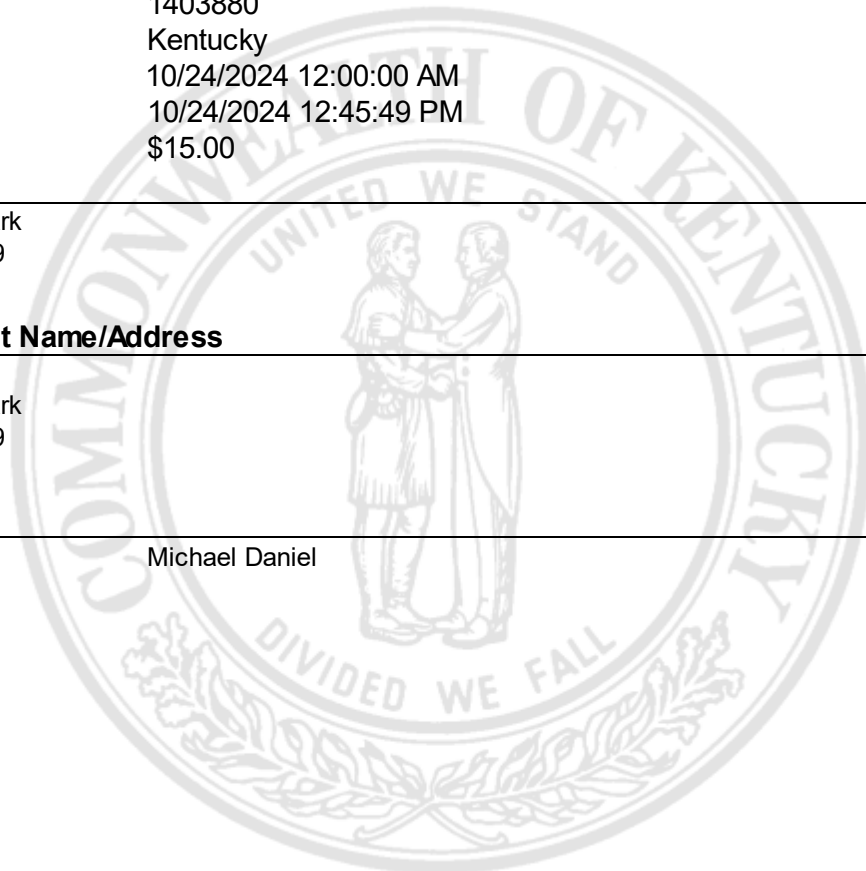 1403880
Kentucky
10/24/2024 12:00:00 AM
10/24/2024 12:45:49 PM
$15.00
rk
9
t Name/Address
rk
9
Michael Daniel
COMMONWEALTH OF KENTUCKY
UNITED WE STAND
DIVIDED WE FALL